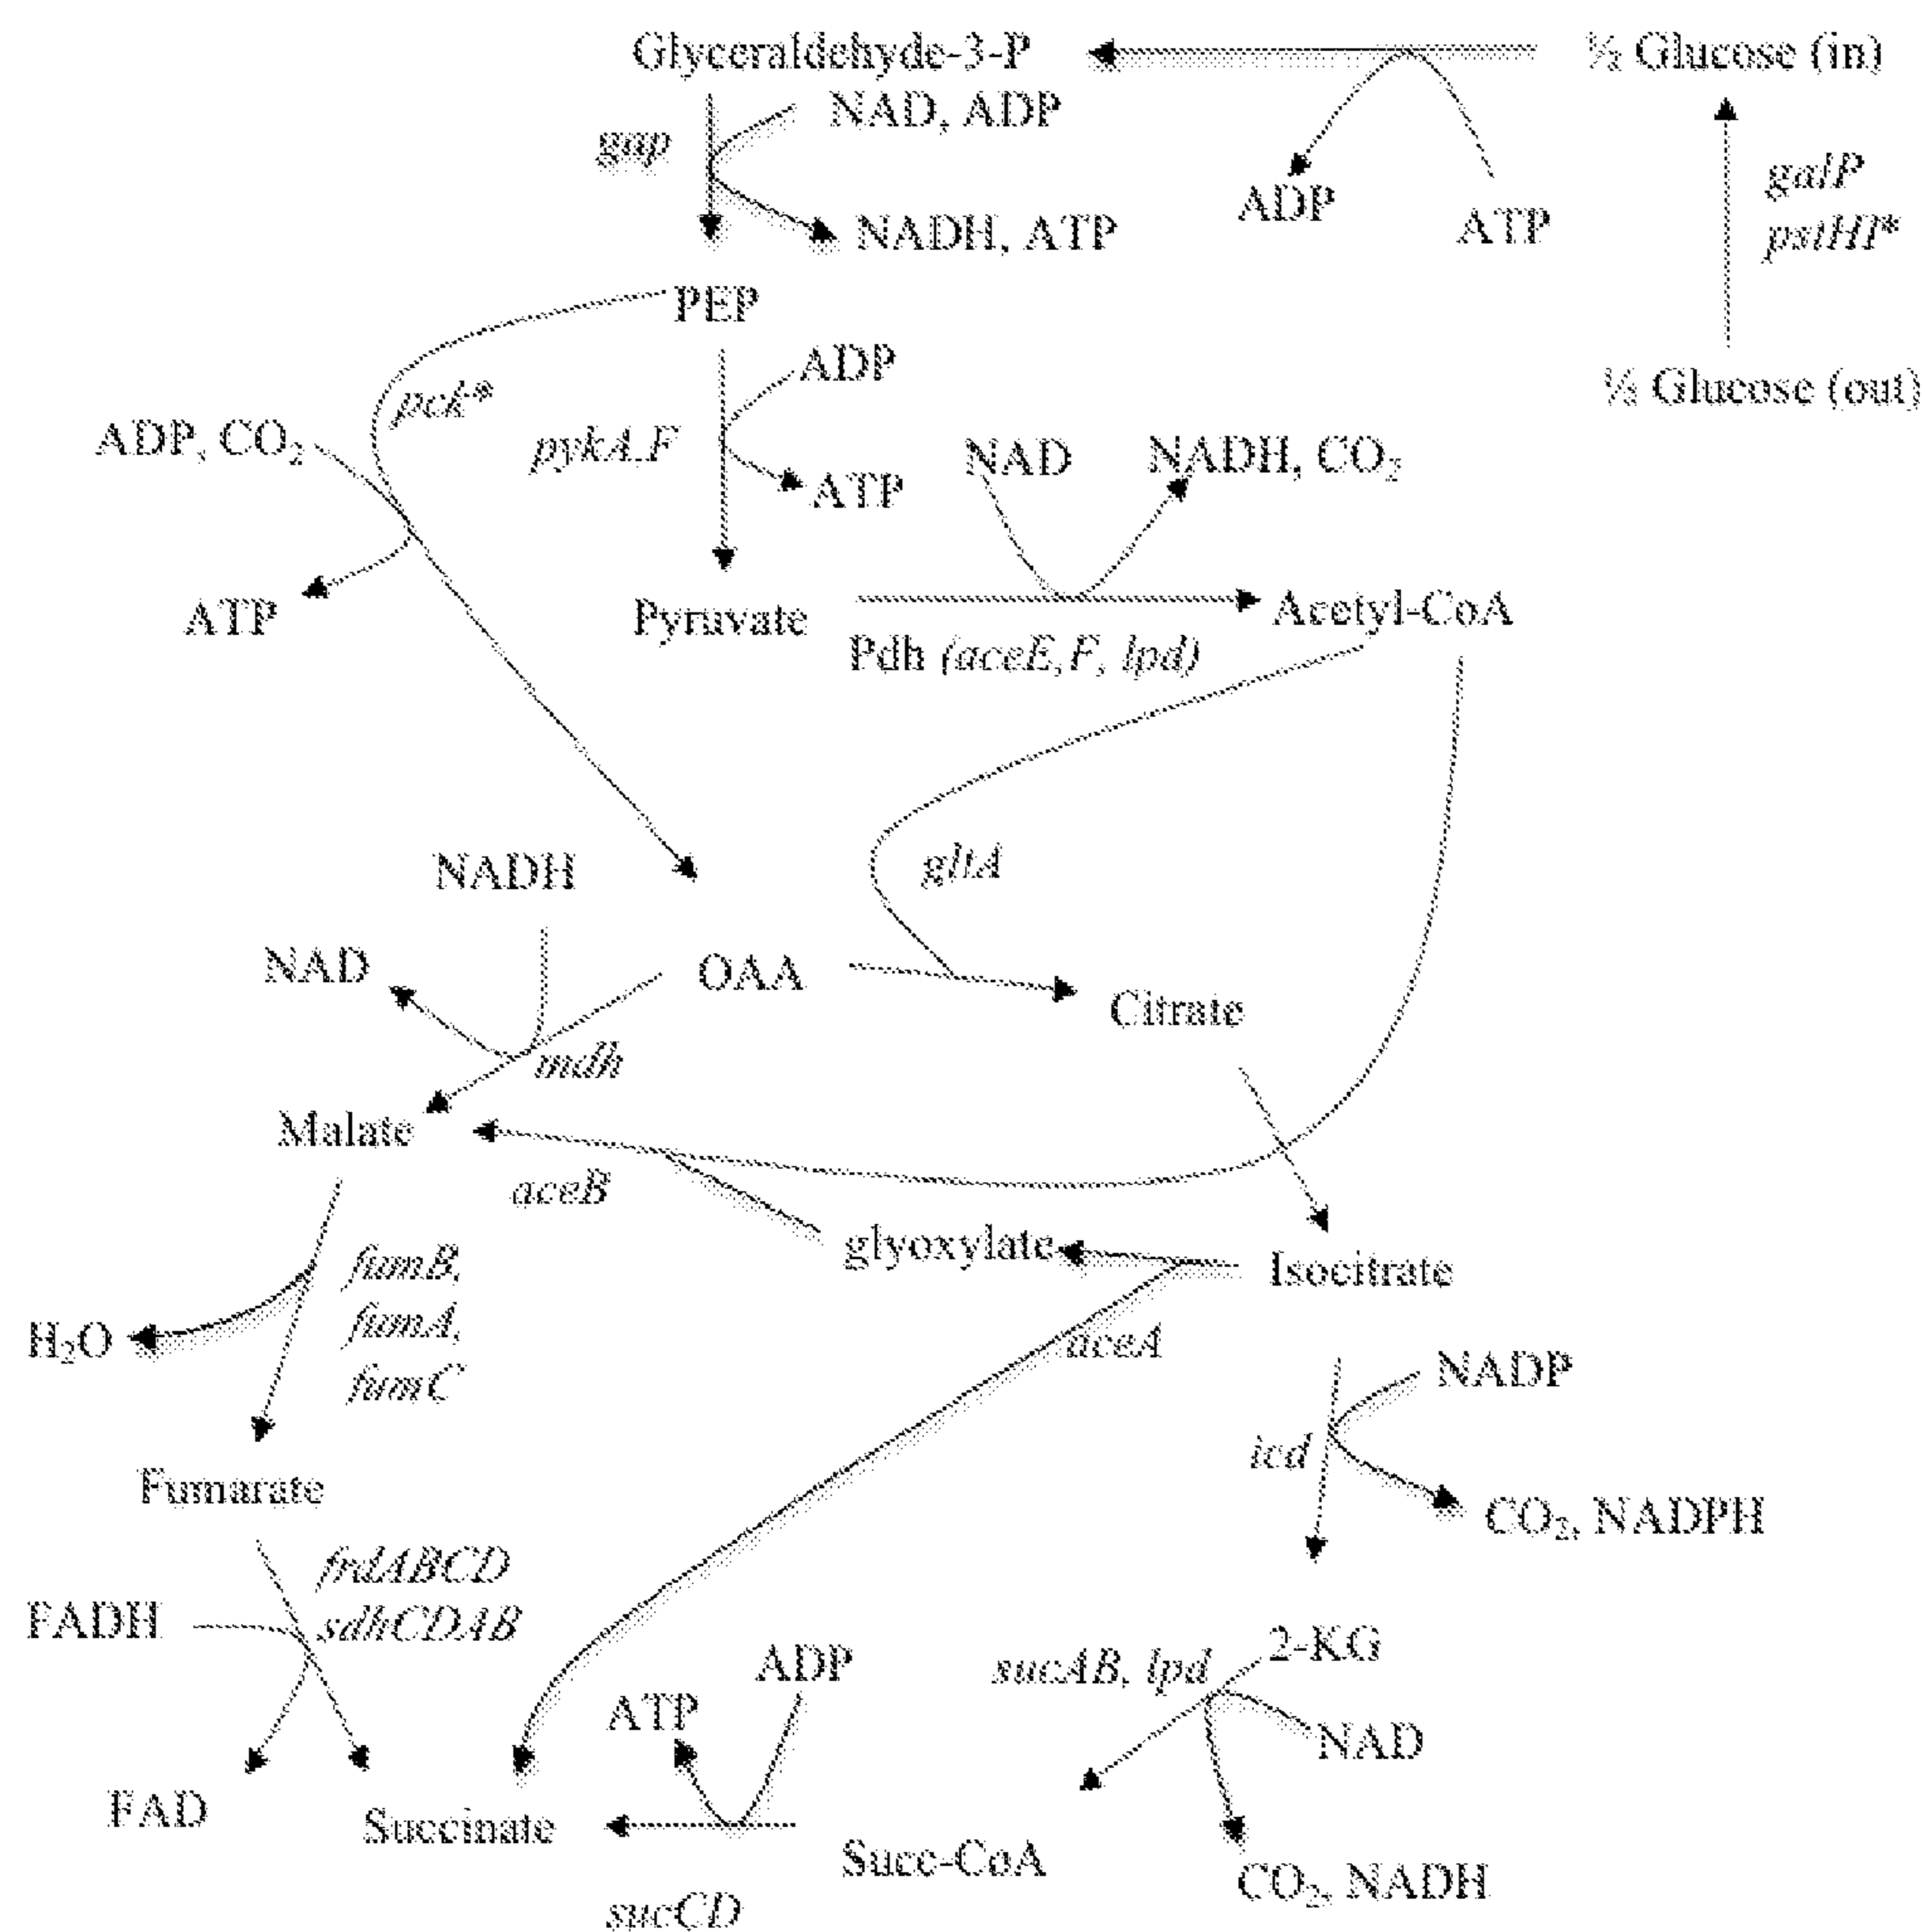 Glyceraldehyde-3-P
½ Glucose (in)
NAD, ADP
gap
NADH, ATP
ADP
ATP
galP
pstHI*
PEP
½ Glucose (out)
ADP
pck*
ADP, CO₂
pykA,F
ATP
NAD
NADH, CO₂
ATP
Pyruvate
Acetyl-CoA
Pdh (aceE,F, lpd)
NADH
gltA
NAD
OAA
Citrate
mdh
Malate
aceB
glyoxylate
Isocitrate
fumB,
fumA,
fumC
H₂O
aceA
NADP
icd
Fumarate
CO₂, NADPH
frdABCD
sdhCDAB
FADH
2-KG
sucAB, lpd
ADP
ATP
NAD
FAD
Succinate
Succ-CoA
CO₂, NADH
sucCD